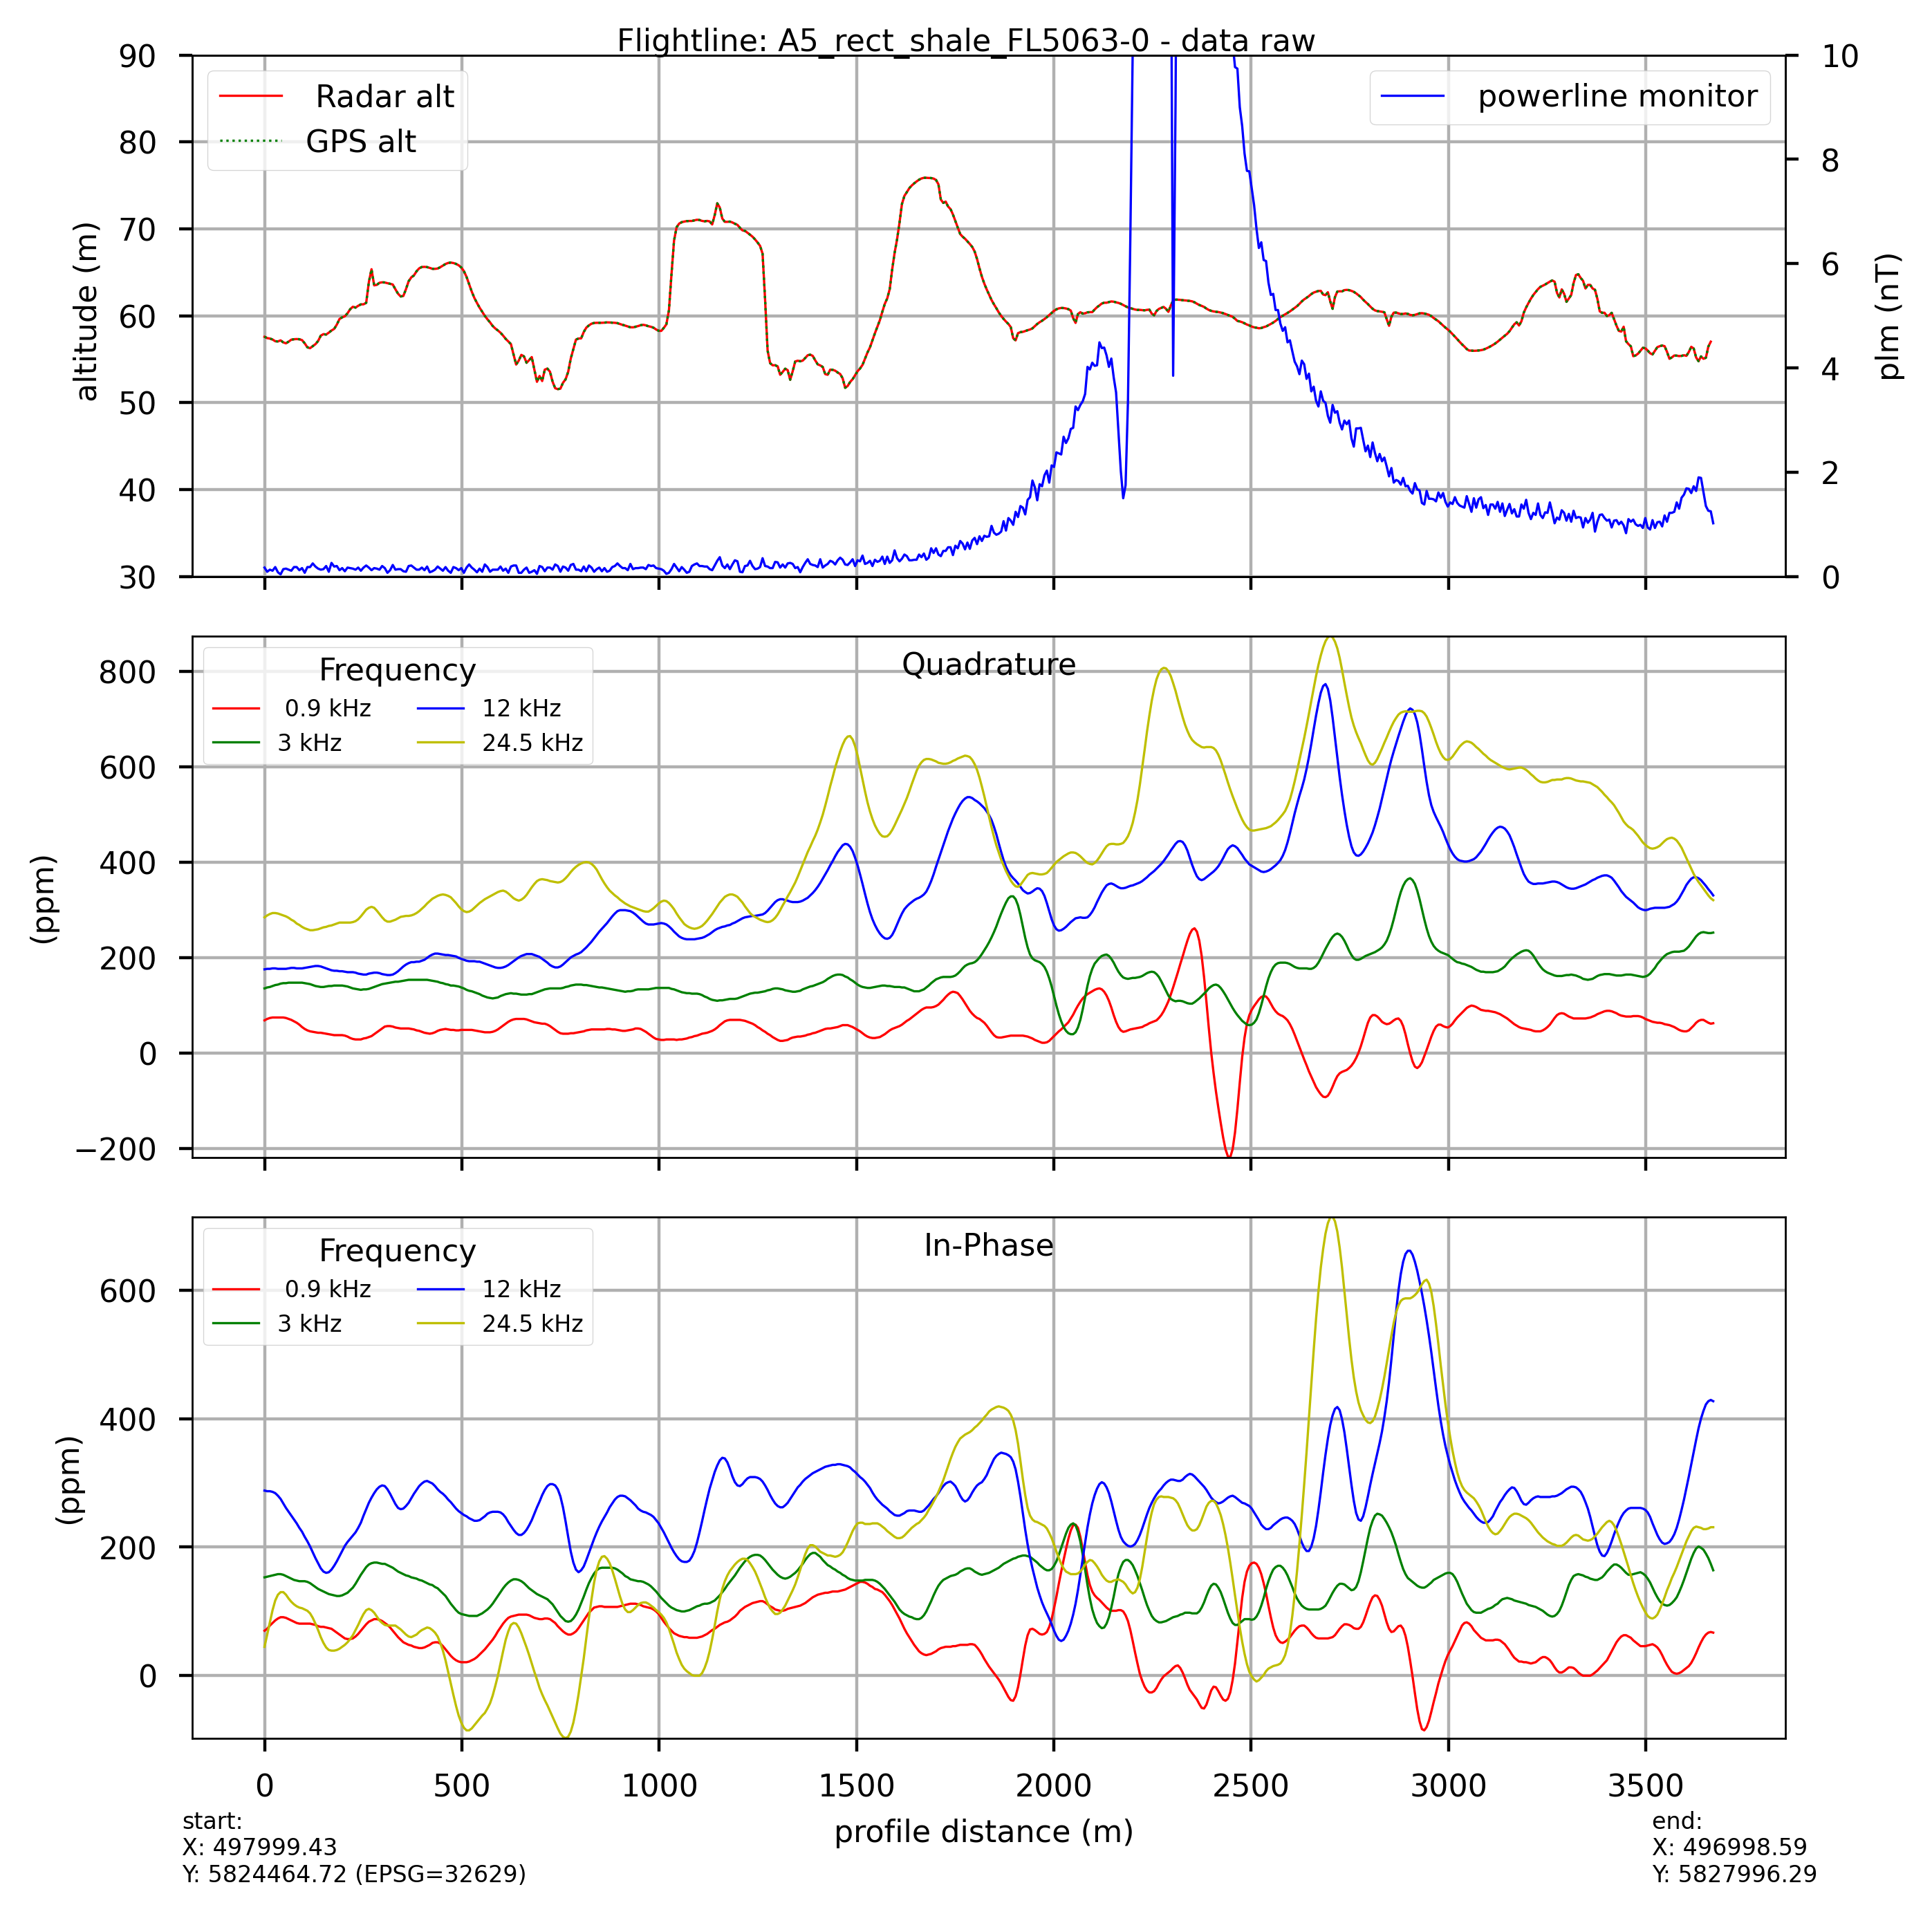 Flightline: A5_rect_shale_FL5063-0 - data raw
90
80
70
60
50
40
30
altitude (m)
Radar alt
GPS alt
powerline monitor
10
8
6
4
2
0
plm (nT)
Quadrature
Frequency
0.9 kHz
3 kHz
12 kHz
24.5 kHz
800
600
400
200
0
−200
(ppm)
In-Phase
Frequency
0.9 kHz
3 kHz
12 kHz
24.5 kHz
600
400
200
0
(ppm)
0 500 1000 1500 2000 2500 3000 3500
profile distance (m)
start:
X: 497999.43
Y: 5824464.72 (EPSG=32629)
end:
X: 496998.59
Y: 5827996.29